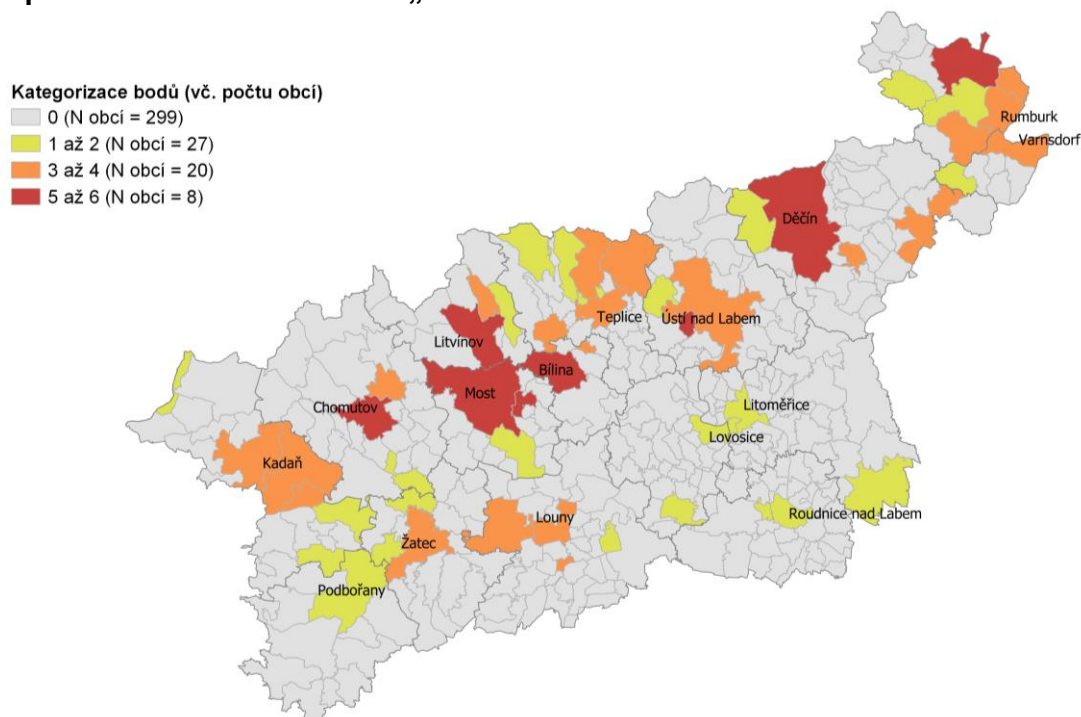 Kategorizace bodů (vč. počtu obcí)
0 (N obcí = 299)
1 až 2 (N obcí = 27)
3 až 4 (N obcí = 20)
5 až 6 (N obcí = 8)
Rumburk
Varnsdorf
Děčín
Teplice
Ústí nad Labem
Litvínov
Bílina
Most
Chomutov
Litoměřice
Lovosice
Kadaň
Roudnice nad Labem
Louny
Žatec
Podbořany